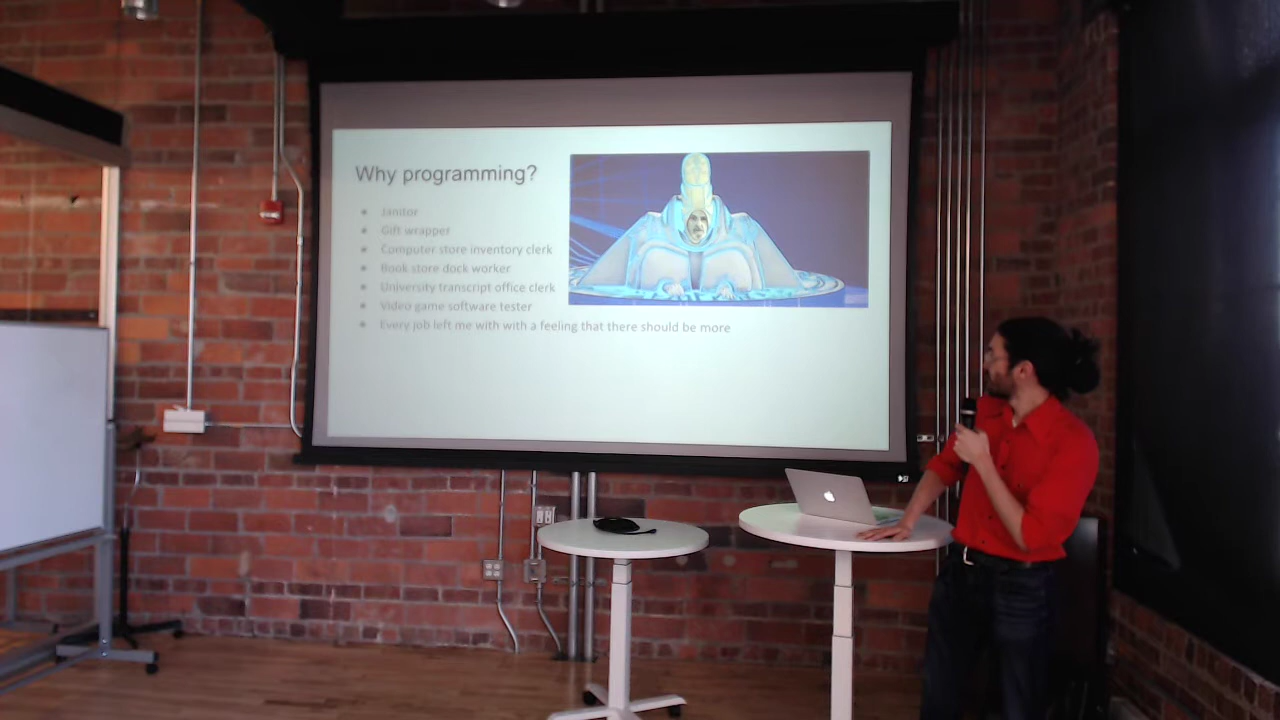 Why programming?
Janitor
Gift wrapper
Computer store inventory clerk
Book store dock worker
University transcript office clerk
Video game software tester
Every job left me with with a feeling that there should be more